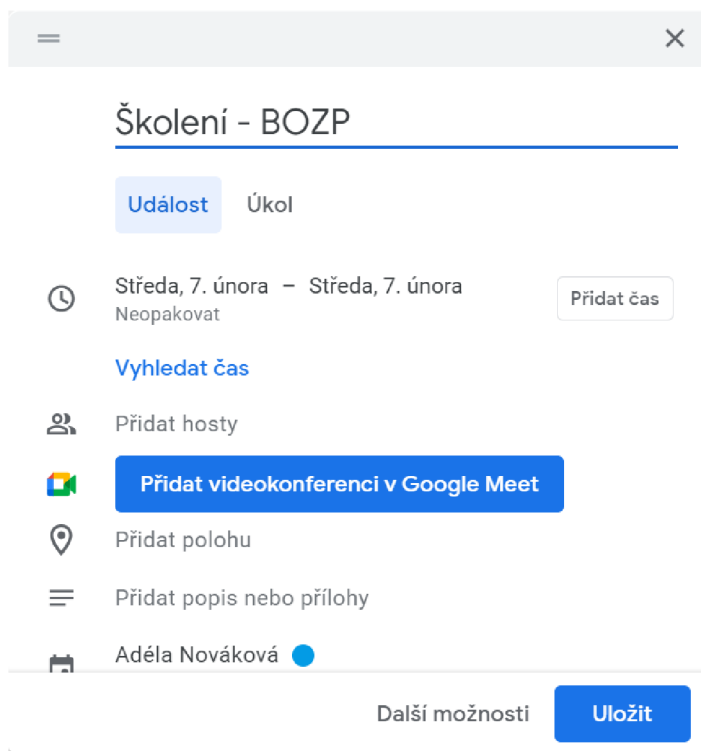 Školení - BOZP
Událost Úkol
Středa, 7. února – Středa, 7. února Přidat čas
Neopakovat
Vyhledat čas
Přidat hosty
Přidat videokonferenci v Google Meet
Přidat polohu
Přidat popis nebo přílohy
Adéla Nováková
Další možnosti Uložit